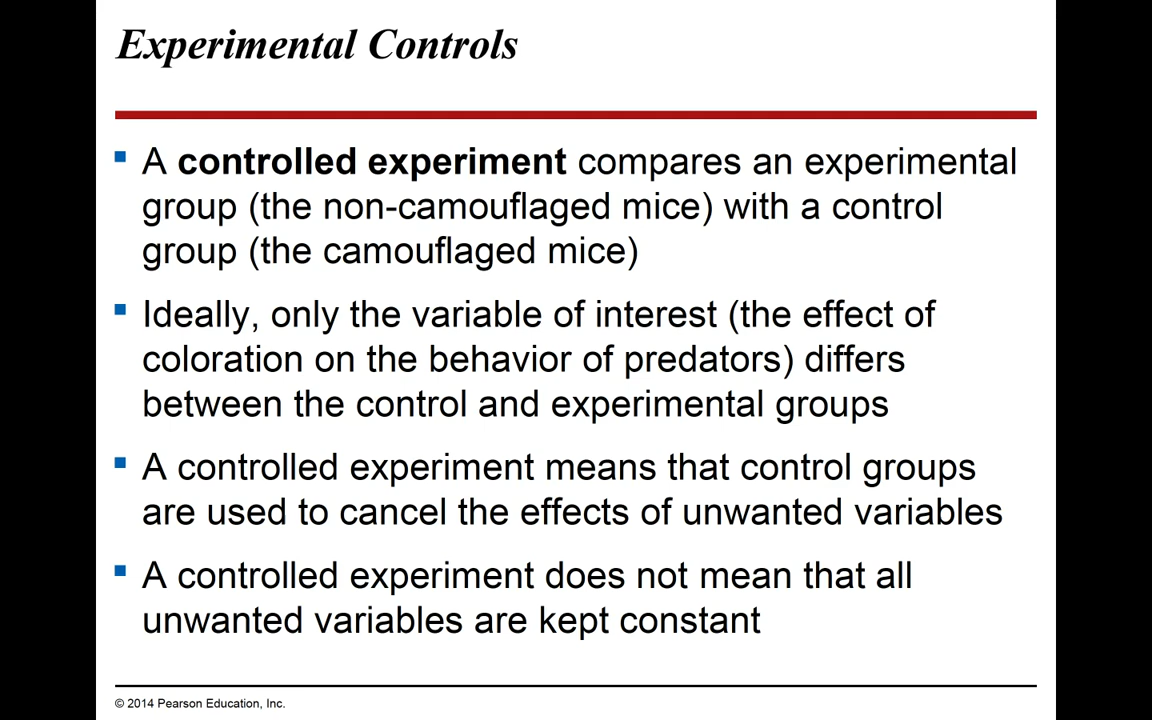 Experimental Controls
▪ A controlled experiment compares an experimental
group (the non-camouflaged mice) with a control
group (the camouflaged mice)
▪ Ideally, only the variable of interest (the effect of
coloration on the behavior of predators) differs
between the control and experimental groups
▪ A controlled experiment means that control groups
are used to cancel the effects of unwanted variables
▪ A controlled experiment does not mean that all
unwanted variables are kept constant
© 2014 Pearson Education, Inc.